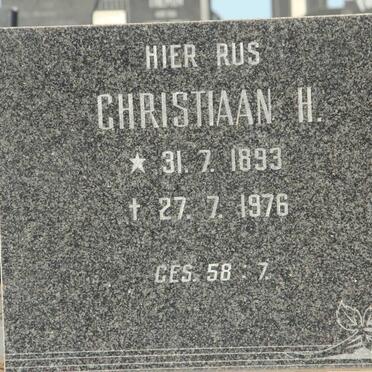 HIER RUS
CHRISTIAAN H.
★ 31. 7. 1893
† 27. 7. 1976
GES. 58 : 7.